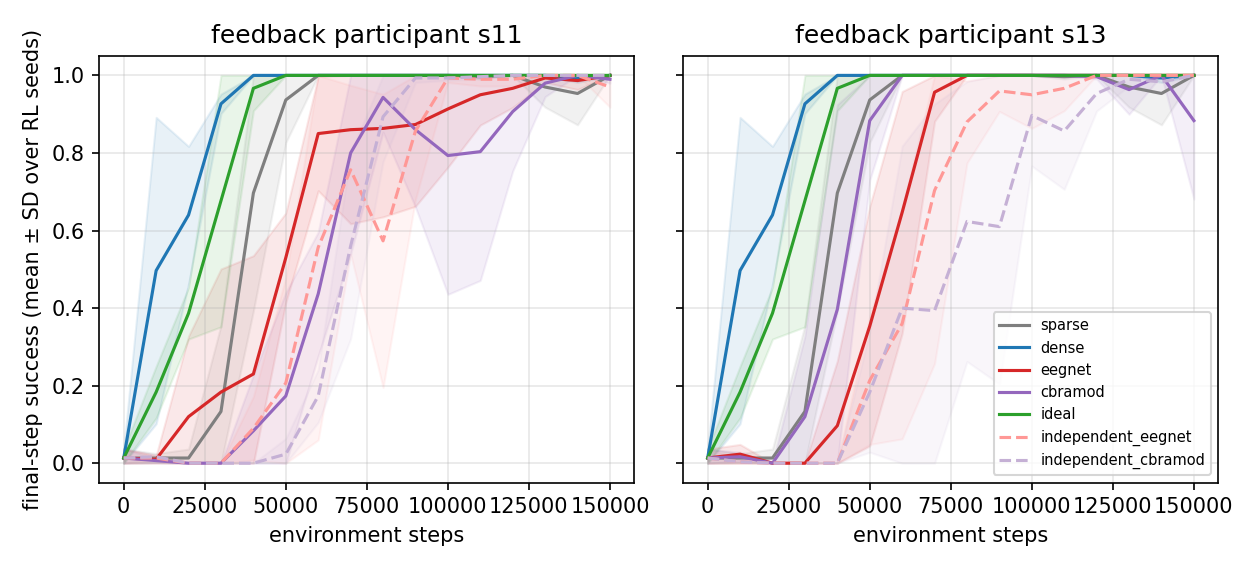 feedback participant s11
feedback participant s13
final-step success (mean ± SD over RL seeds)
1.0
0.8
0.6
0.4
0.2
0.0
0 25000 50000 75000 100000 125000 150000
0 25000 50000 75000 100000 125000 150000
environment steps
environment steps
sparse
dense
eegnet
cbramod
ideal
independent_eegnet
independent_cbramod